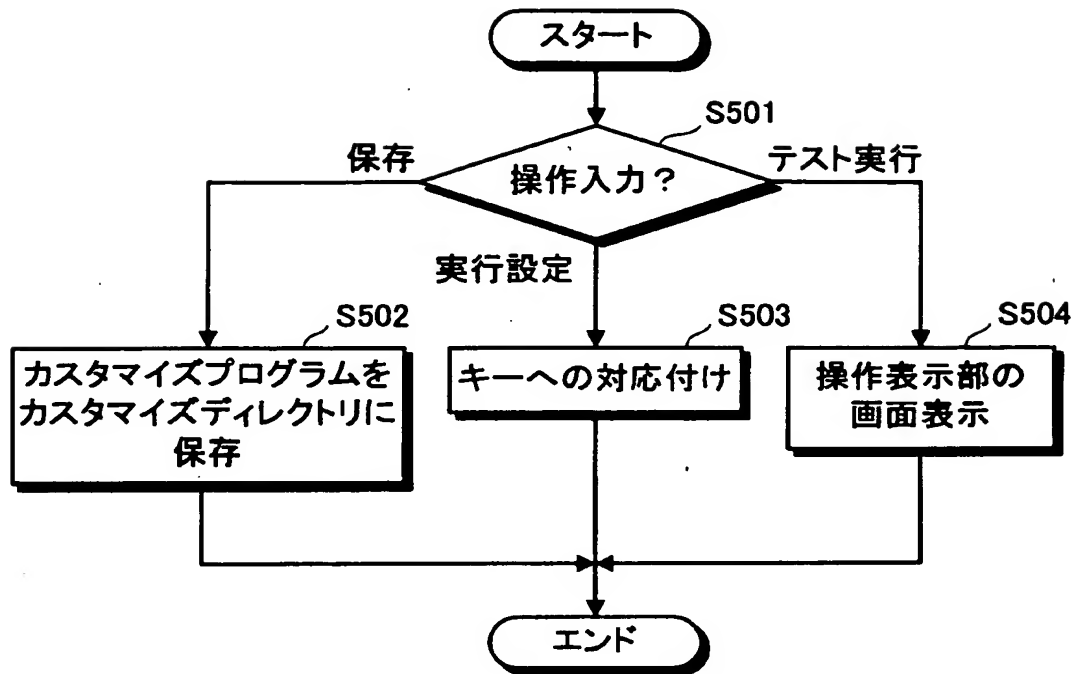 スタート
S501
保存
操作入力？
テスト実行
実行設定
S502
S503
S504
カスタマイズプログラムを
カスタマイズディレクトリに
保存
キーへの対応付け
操作表示部の
画面表示
エンド